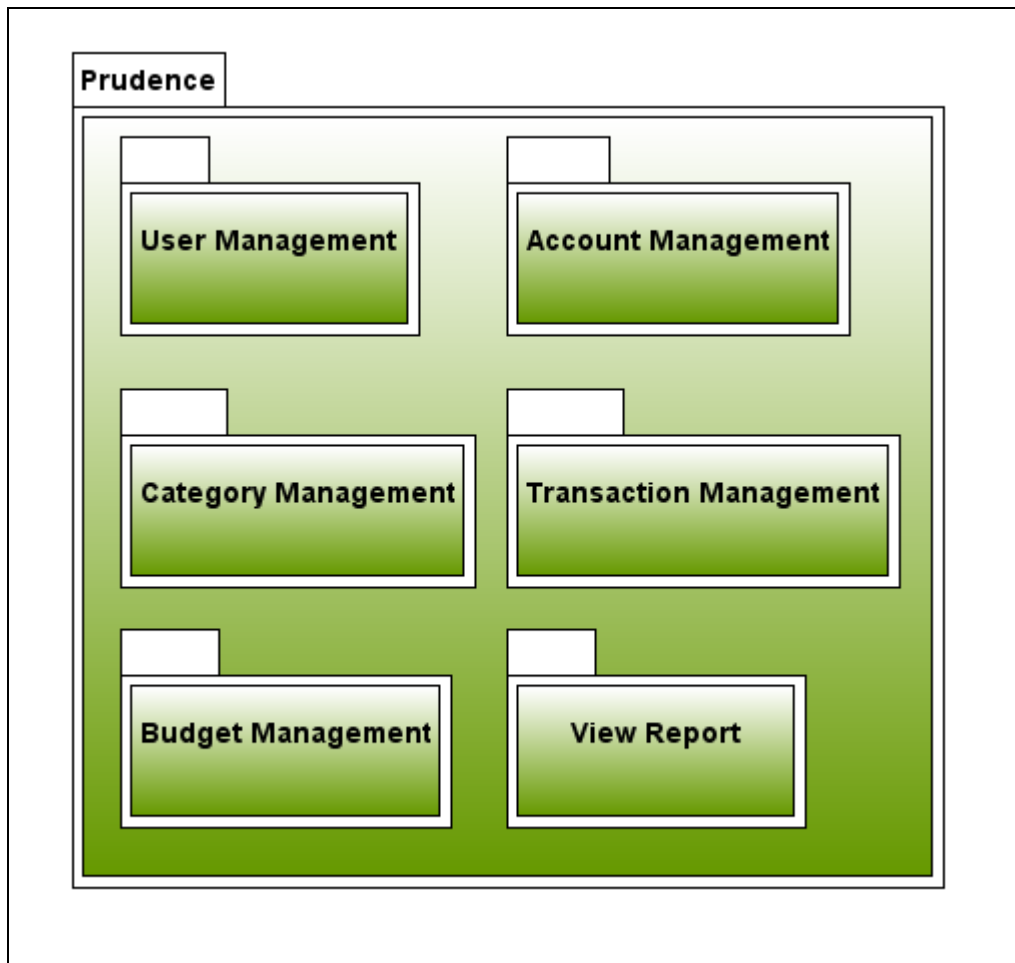 Prudence
User Management
Account Management
Category Management
Transaction Management
Budget Management
View Report